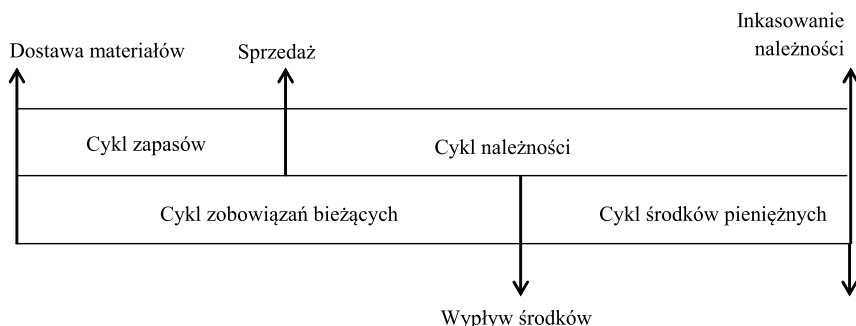 Inkasowanie
Dostawa materiałów Sprzedaż należności
Cykl zapasów Cykl należności
Cykl zobowiązań bieżących Cykl środków pieniężnych
Wypływ środków